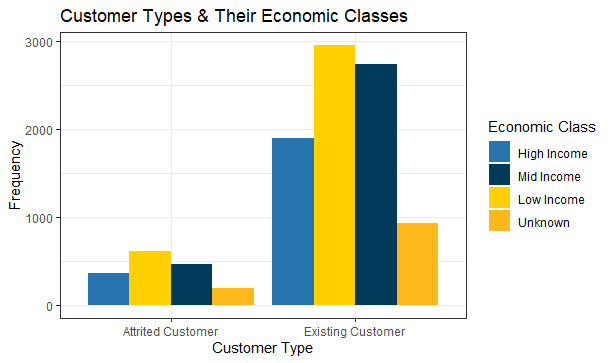 Customer Types & Their Economic Classes
Frequency
3000
2000
1000
0
Attrited Customer
Existing Customer
Customer Type
Economic Class
High Income
Mid Income
Low Income
Unknown